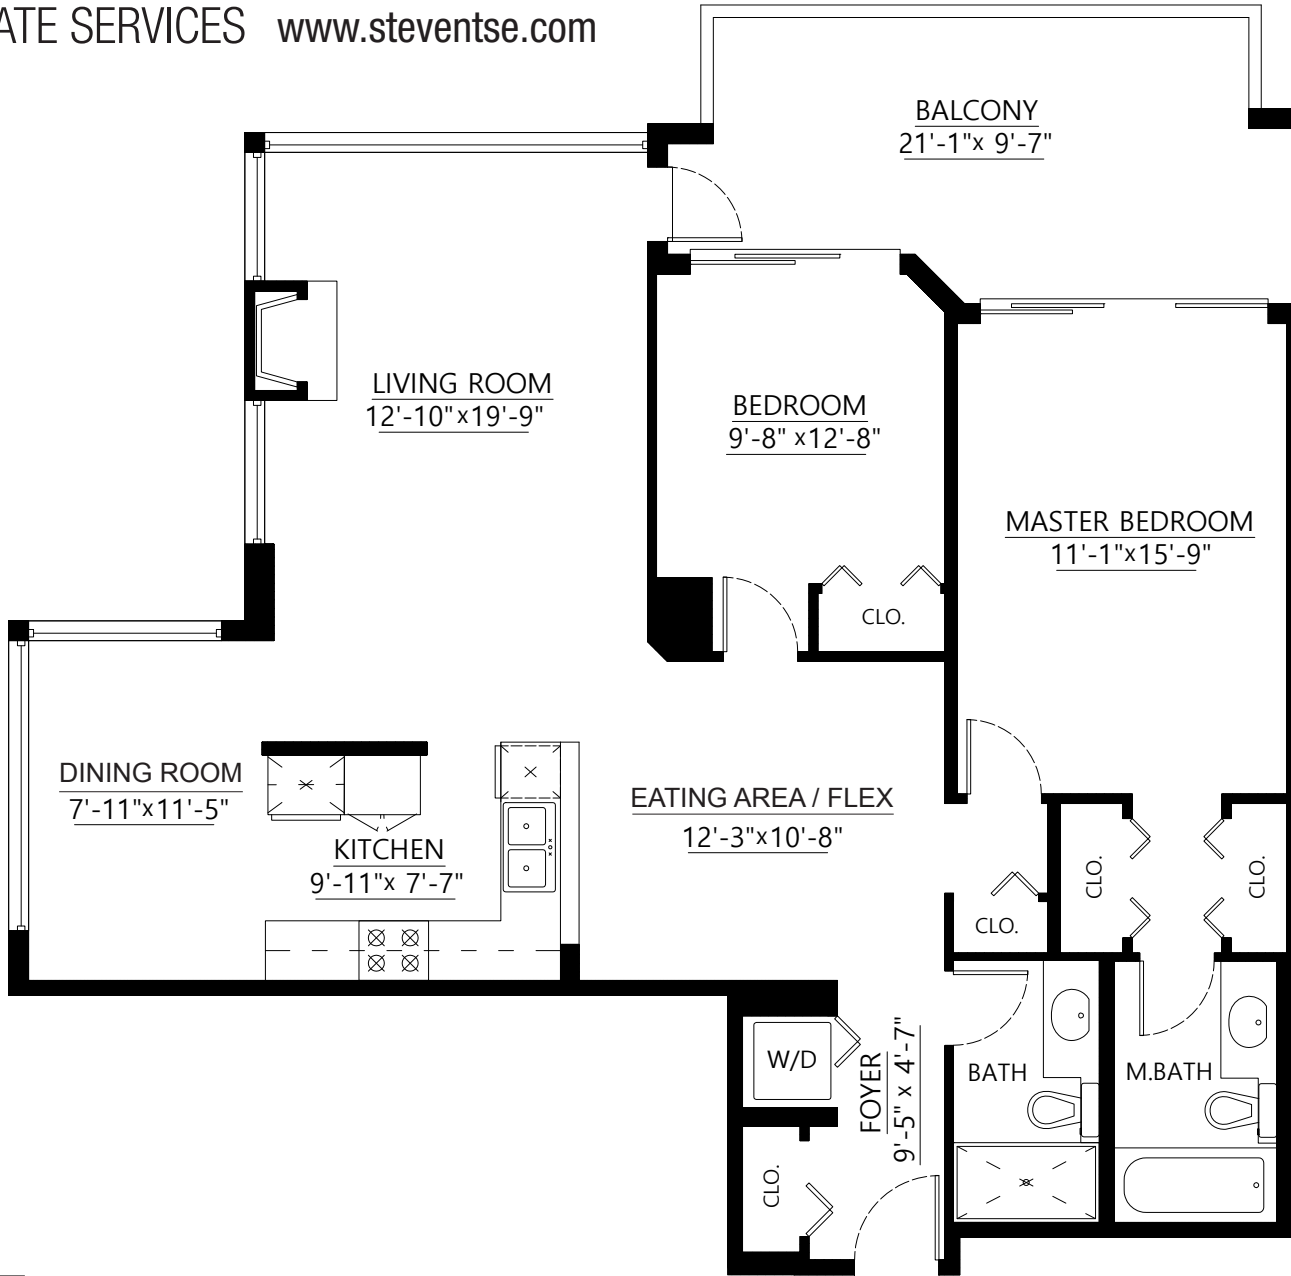 ATE SERVICES www.steventse.com
BALCONY
21'-1"x 9'-7"
LIVING ROOM
12'-10"x19'-9"
BEDROOM
9'-8" x12'-8"
MASTER BEDROOM
11'-1"x15'-9"
CLO.
DINING ROOM
7'-11"x11'-5"
EATING AREA / FLEX
12'-3"x10'-8"
KITCHEN
9'-11"x 7'-7"
CLO.
CLO.
CLO.
W/D
FOYER
9'-5" x 4'-7"
BATH
M.BATH
CLO.